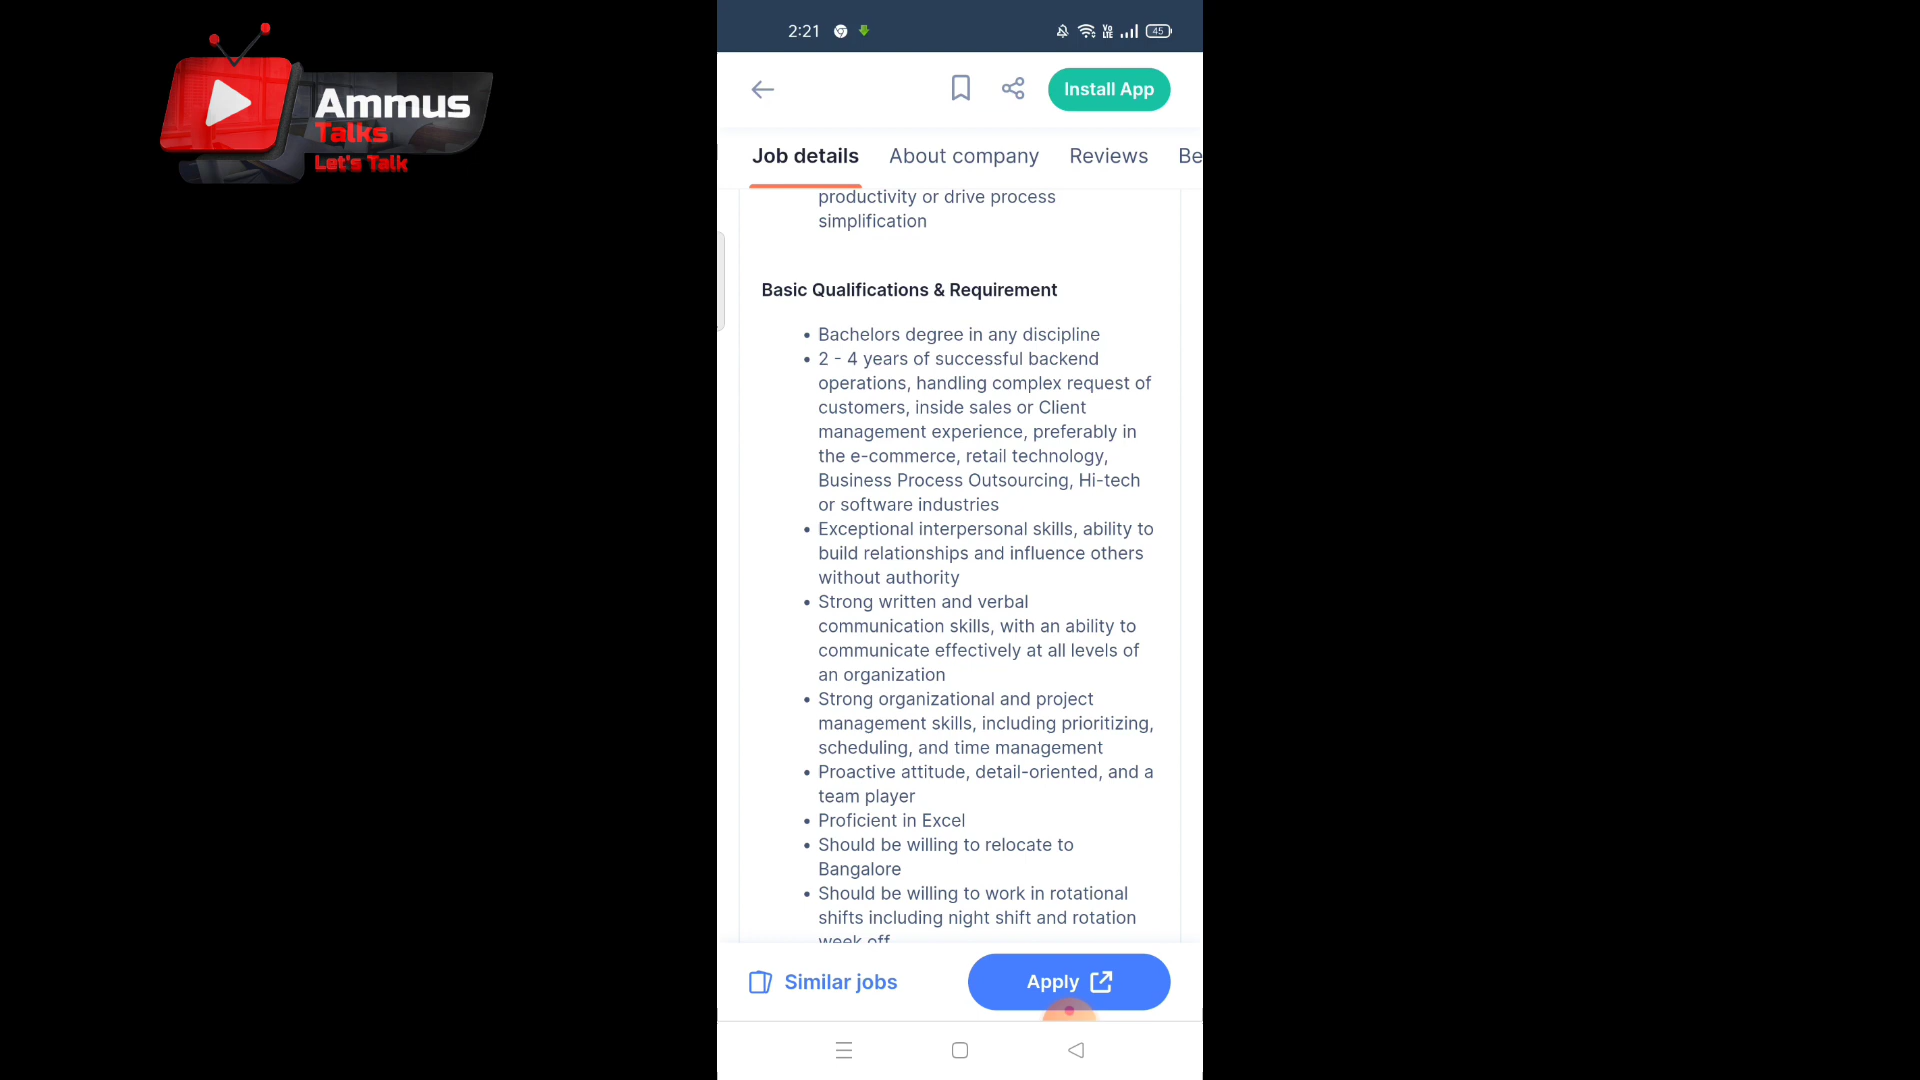 Ammus
Talks
Let's Talk
2:21
Vo
LTE
45
Install App
Job details About company Reviews Be
productivity or drive process
simplification
Basic Qualifications & Requirement
• Bachelors degree in any discipline
• 2 - 4 years of successful backend
operations, handling complex request of
customers, inside sales or Client
management experience, preferably in
the e-commerce, retail technology,
Business Process Outsourcing, Hi-tech
or software industries
• Exceptional interpersonal skills, ability to
build relationships and influence others
without authority
• Strong written and verbal
communication skills, with an ability to
communicate effectively at all levels of
an organization
• Strong organizational and project
management skills, including prioritizing,
scheduling, and time management
• Proactive attitude, detail-oriented, and a
team player
• Proficient in Excel
• Should be willing to relocate to
Bangalore
• Should be willing to work in rotational
shifts including night shift and rotation
week off
Similar jobs Apply